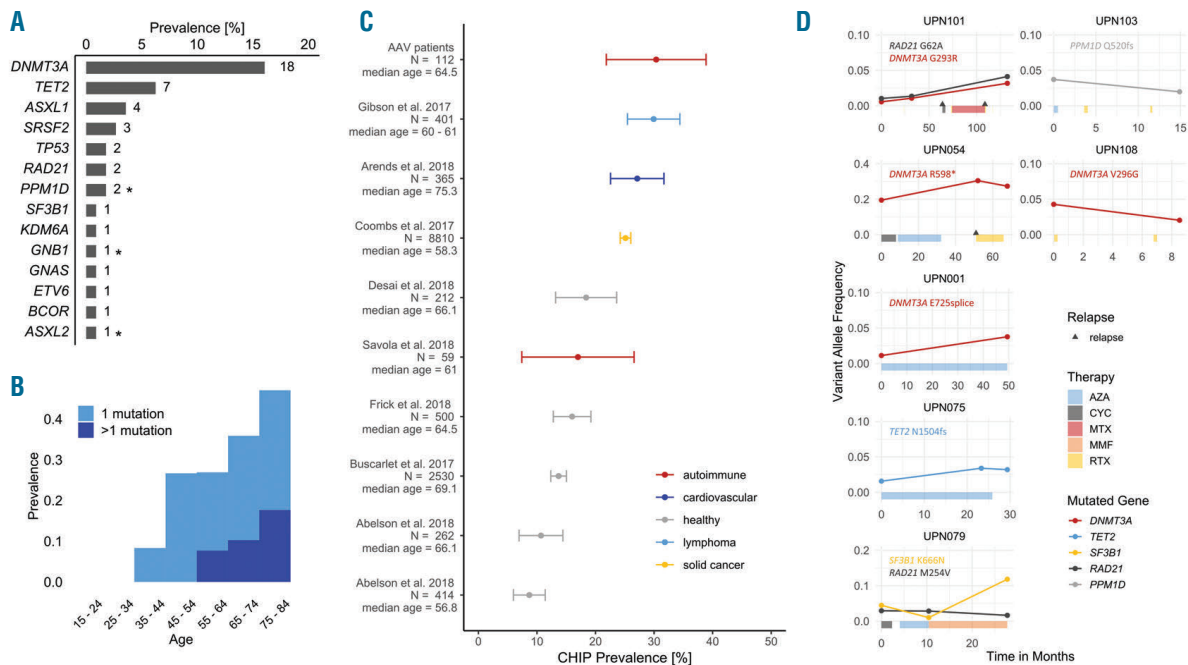 A
Prevalence [%]
0 5 10 15 20
DNMT3A 18
TET2 7
ASXL1 4
SRSF2 3
TP53 2
RAD21 2
PPM1D 2 *
SF3B1 1
KDM6A 1
GNB1 1 *
GNAS 1
ETV6 1
BCOR 1
ASXL2 1 *
B
1 mutation
>1 mutation
Prevalence
0.4
0.3
0.2
0.1
0.0
15 - 24
25 - 34
35 - 44
45 - 54
55 - 64
65 - 74
75 - 84
Age
C
AAV patients
N = 112
median age = 64.5
Gibson et al. 2017
N = 401
median age = 60 - 61
Arends et al. 2018
N = 365
median age = 75.3
Coombs et al. 2017
N = 8810
median age = 58.3
Desai et al. 2018
N = 212
median age = 66.1
Savola et al. 2018
N = 59
median age = 61
Frick et al. 2018
N = 500
median age = 64.5
Buscarlet et al. 2017
N = 2530
median age = 69.1
Abelson et al. 2018
N = 262
median age = 66.1
Abelson et al. 2018
N = 414
median age = 56.8
autoimmune
cardiovascular
healthy
lymphoma
solid cancer
0 10 20 30 40 50
CHIP Prevalence [%]
D
Variant Allele Frequency
UPN101
RAD21 G62A
DNMT3A G293R
0.10
0.05
0.00
0 50 100
UPN103
PPM1D Q520fs
0.10
0.05
0.00
0 5 10 15
UPN054
DNMT3A R598*
0.4
0.2
0.0
0 20 40 60
UPN108
DNMT3A V296G
0.10
0.05
0.00
0 2 4 6 8
UPN001
DNMT3A E725splice
0.10
0.05
0.00
0 10 20 30 40 50
UPN075
TET2 N1504fs
0.10
0.05
0.00
0 10 20 30
UPN079
SF3B1 K666N
RAD21 M254V
0.2
0.1
0.0
0 10 20
Time in Months
Relapse
relapse
Therapy
AZA
CYC
MTX
MMF
RTX
Mutated Gene
DNMT3A
TET2
SF3B1
RAD21
PPM1D